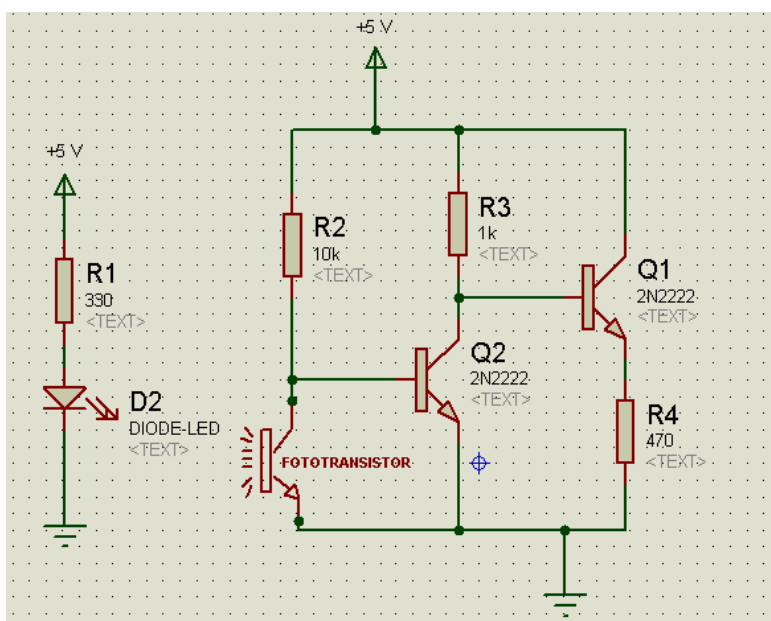 +5 V
+5 V
R1
330
<TEXT>
D2
DIODE-LED
<TEXT>
R2
10k
<TEXT>
R3
1k
<TEXT>
Q1
2N2222
<TEXT>
Q2
2N2222
<TEXT>
R4
470
<TEXT>
FOTOTRANSISTOR